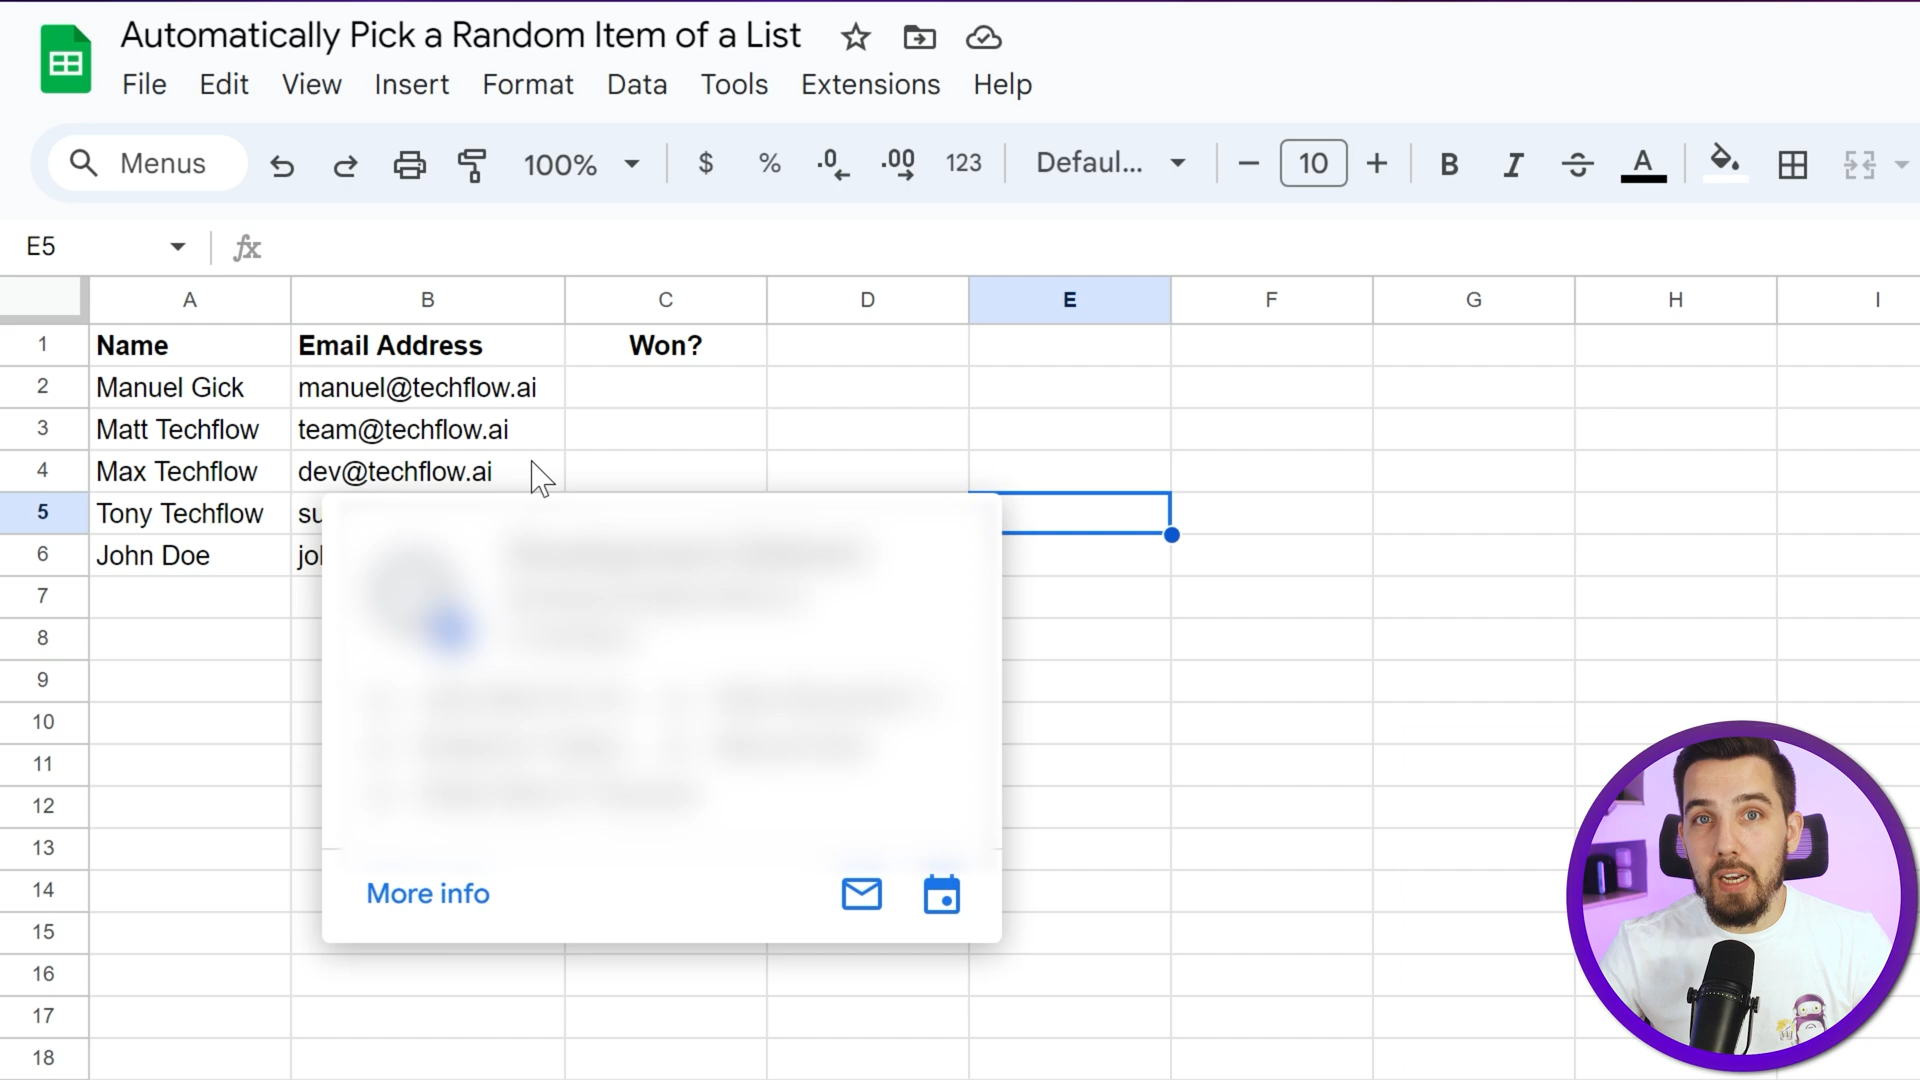 Automatically Pick a Random Item of a List
File Edit View Insert Format Data Tools Extensions Help
Menus 100% $ % .0 .00 123 Defaul... − 10 + B I A
E5 fx
A B C D E F G H I
1 Name Email Address Won?
2 Manuel Gick manuel@techflow.ai
3 Matt Techflow team@techflow.ai
4 Max Techflow dev@techflow.ai
5 Tony Techflow su
6 John Doe
7
8
9
10
11
12
13
More info
14
15
16
17
18